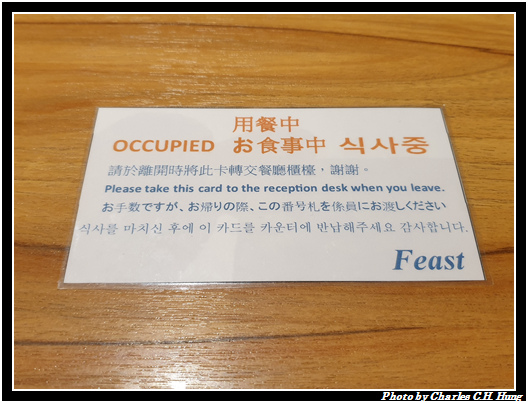 用餐中
OCCUPIED お食事中 식사중
請於離開時將此卡轉交餐廳櫃檯，謝謝。
Please take this card to the reception desk when you leave.
お手数ですが、お帰りの際、この番号札を係員にお渡しください
식사를 마치신 후에 이 카드를 카운터에 반납해주세요 감사합니다.
Feast
Photo by Charles C.H. Hung